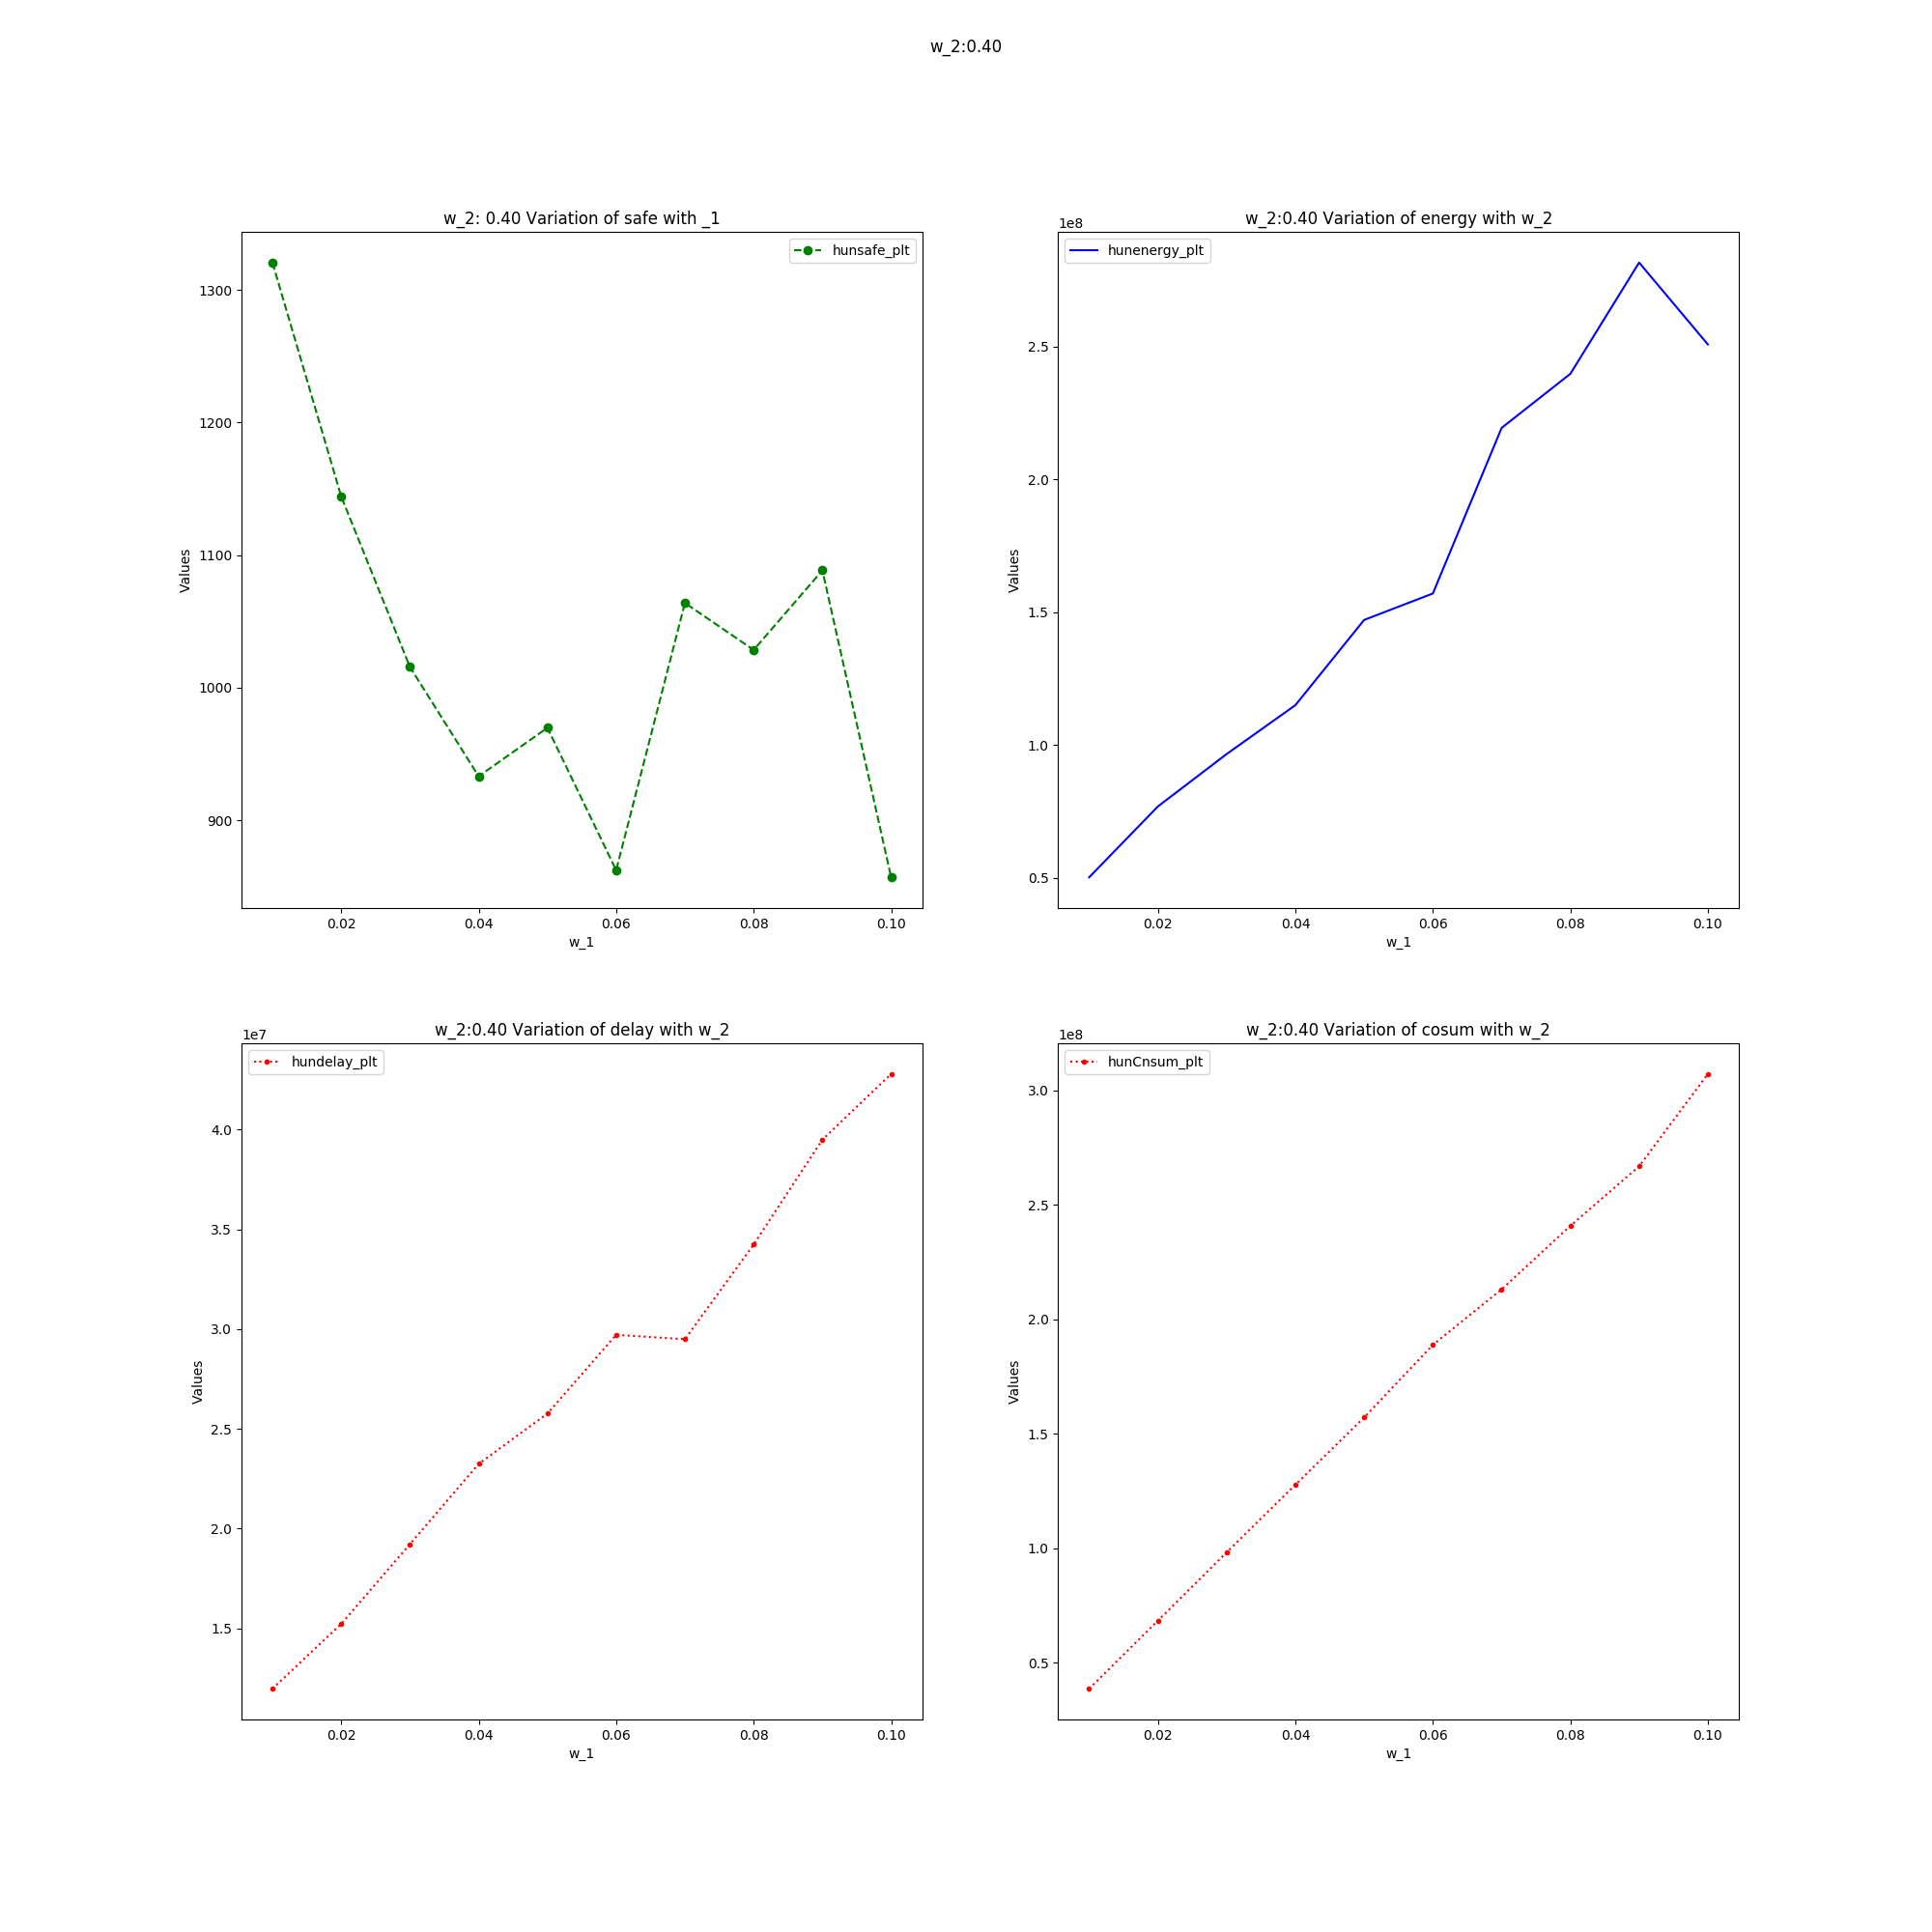 w_2:0.40
w_2: 0.40 Variation of safe with _1
hunsafe_plt
Values
1300
1200
1100
1000
900
0.02 0.04 0.06 0.08 0.10
w_1
w_2:0.40 Variation of energy with w_2
1e8
hunenergy_plt
Values
2.5
2.0
1.5
1.0
0.5
0.02 0.04 0.06 0.08 0.10
w_1
w_2:0.40 Variation of delay with w_2
1e7
hundelay_plt
Values
4.0
3.5
3.0
2.5
2.0
1.5
0.02 0.04 0.06 0.08 0.10
w_1
w_2:0.40 Variation of cosum with w_2
1e8
hunCnsum_plt
Values
3.0
2.5
2.0
1.5
1.0
0.5
0.02 0.04 0.06 0.08 0.10
w_1